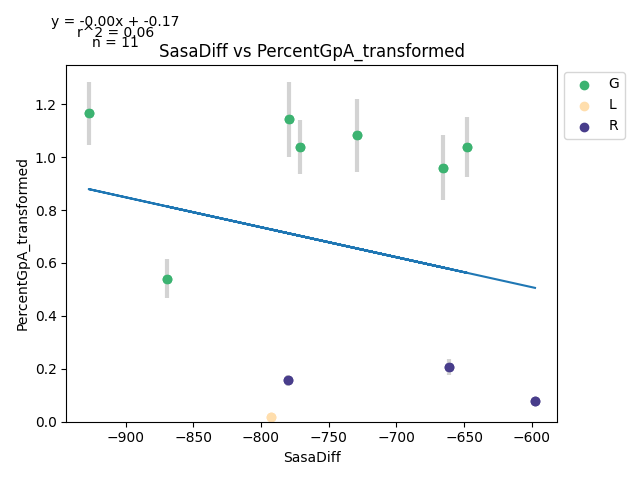 y = -0.00x + -0.17
r^2 = 0.06
n = 11
SasaDiff vs PercentGpA_transformed
G
L
R
PercentGpA_transformed
1.2
1.0
0.8
0.6
0.4
0.2
0.0
−900
−850
−800
−750
−700
−650
−600
SasaDiff